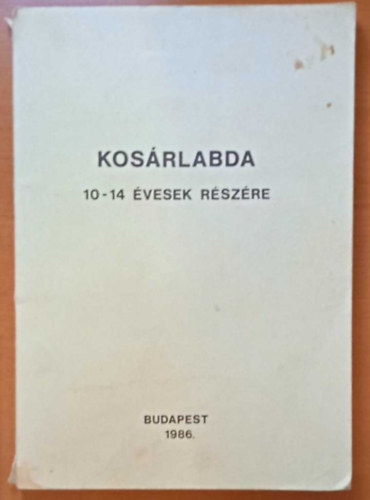 KOSÁRLABDA
10-14 ÉVESEK RÉSZÉRE
BUDAPEST
1986.